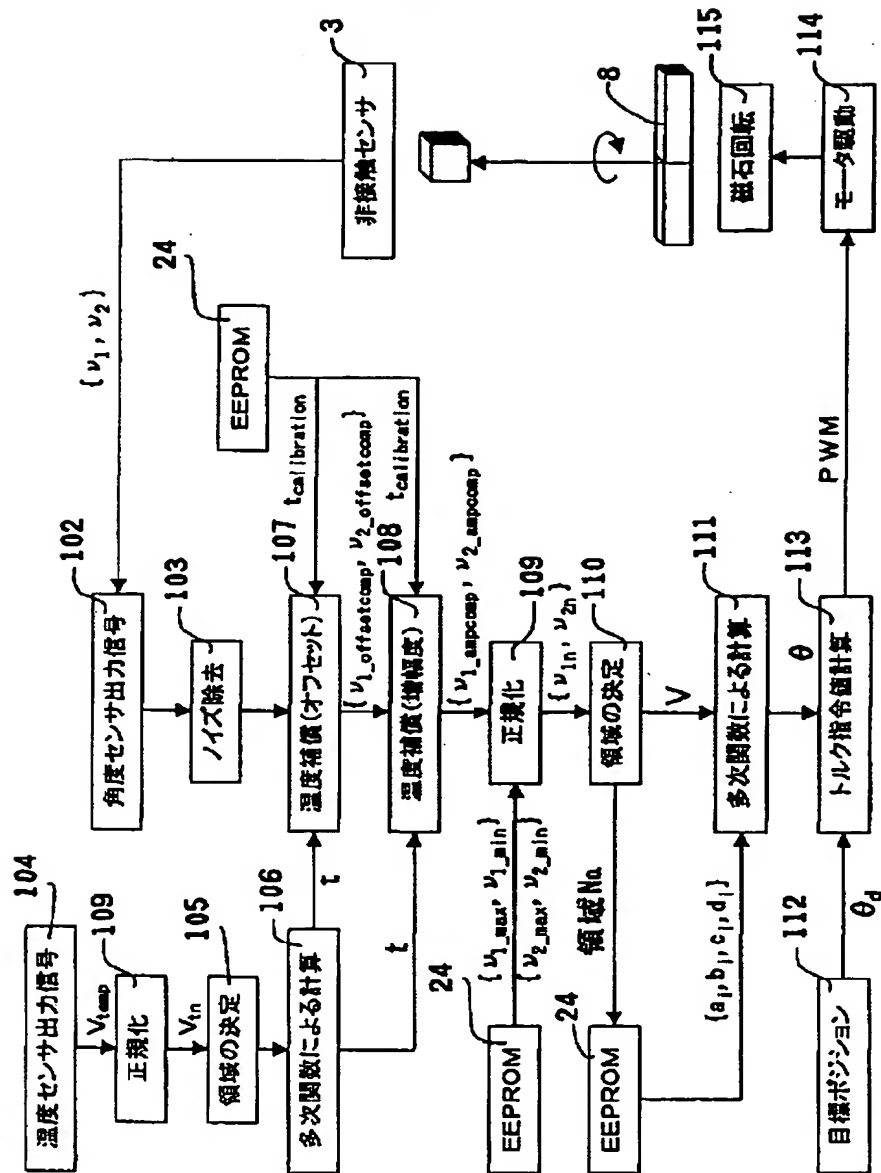 104
温度センサ出力信号
Vtemp
109
正規化
Vtn
105
領域の決定
106
多次関数による計算
t
t
102
角度センサ出力信号
{ν1, ν2}
103
ノイズ除去
24
EEPROM
3
非接触センサ
107
温度補償(オフセット)
tcalibration
{ν1_offsetcomp, ν2_offsetcomp}
108
温度補償(増幅度)
tcalibration
{ν1_ampcomp, ν2_ampcomp}
24
EEPROM
{ν1_max, ν1_min}
{ν2_max, ν2_min}
109
正規化
{ν1n, ν2n}
110
領域の決定
領域No.
V
24
EEPROM
{ai, bi, ci, di}
111
多次関数による計算
θ
112
目標ポジション
θd
113
トルク指令値計算
PWM
8
115
磁石回転
114
モータ駆動